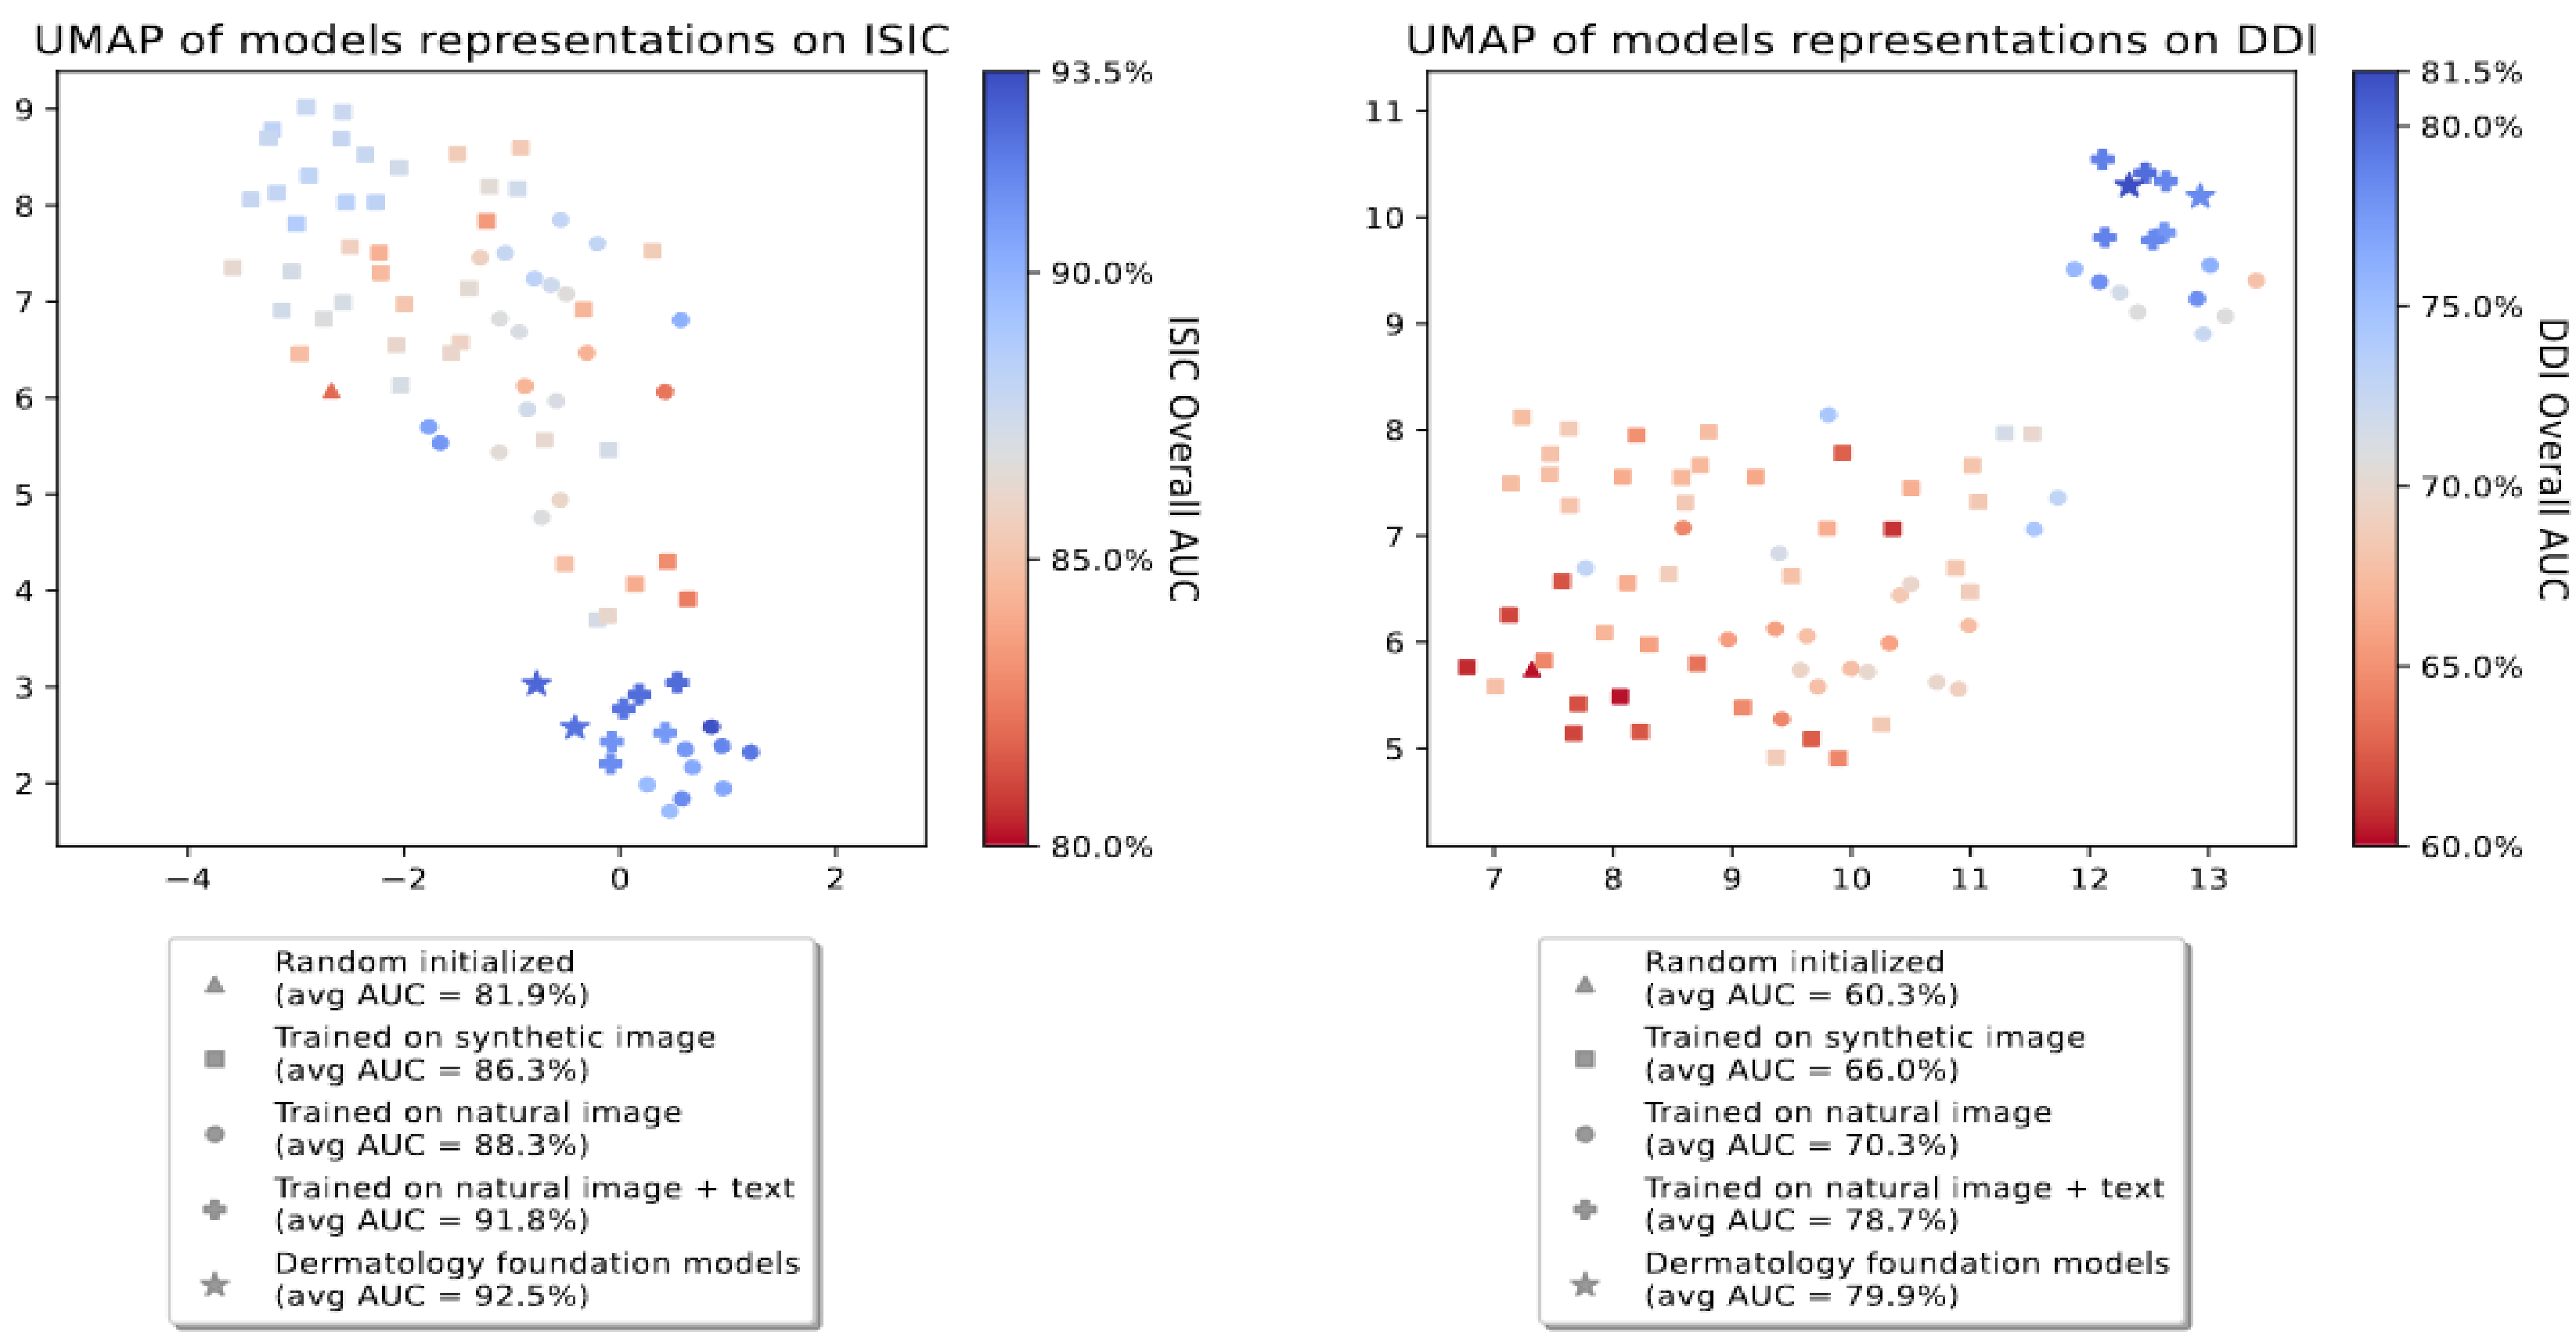 UMAP of models representations on ISIC
9
8
7
6
5
4
3
2
−4
−2
0
2
93.5%
90.0%
85.0%
80.0%
ISIC Overall AUC
Random initialized
(avg AUC = 81.9%)
Trained on synthetic image
(avg AUC = 86.3%)
Trained on natural image
(avg AUC = 88.3%)
Trained on natural image + text
(avg AUC = 91.8%)
Dermatology foundation models
(avg AUC = 92.5%)
UMAP of models representations on DDI
11
10
9
8
7
6
5
7
8
9
10
11
12
13
81.5%
80.0%
75.0%
70.0%
65.0%
60.0%
DDI Overall AUC
Random initialized
(avg AUC = 60.3%)
Trained on synthetic image
(avg AUC = 66.0%)
Trained on natural image
(avg AUC = 70.3%)
Trained on natural image + text
(avg AUC = 78.7%)
Dermatology foundation models
(avg AUC = 79.9%)